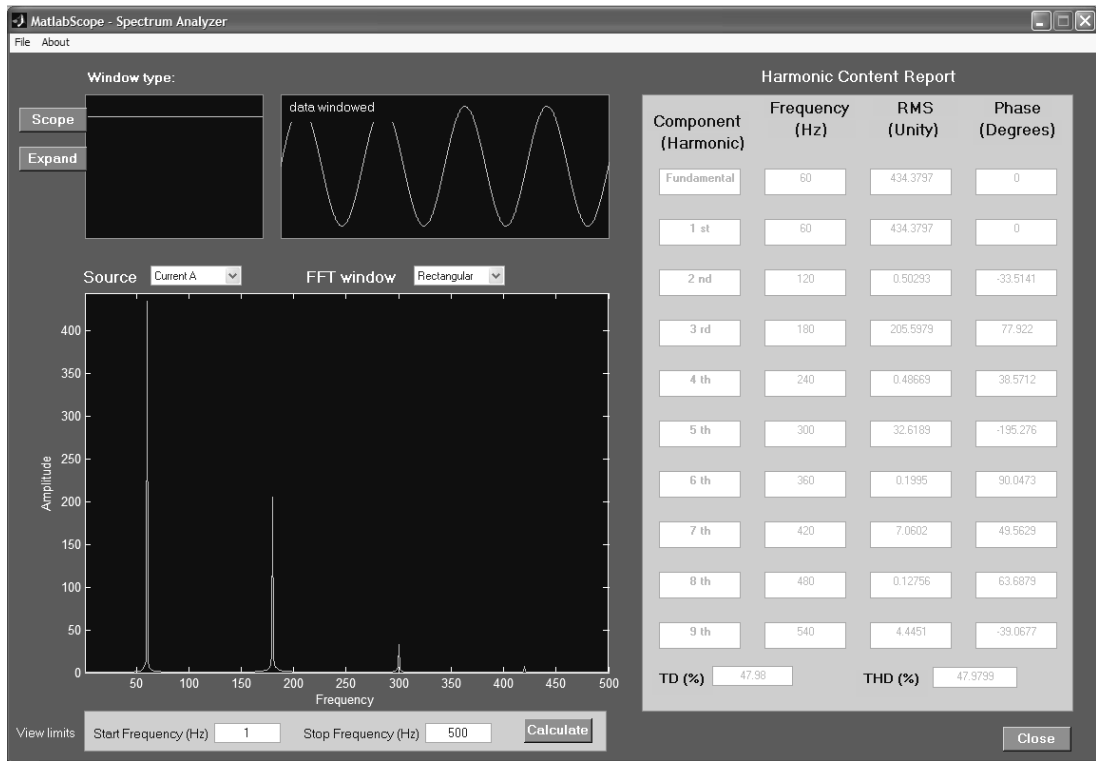 MatlabScope - Spectrum Analyzer
File About
Window type:
Scope
Expand
data windowed
Source Current A FFT window Rectangular
400
350
300
250
200
150
100
50
0
Amplitude
50 100 150 200 250 300 350 400 450 500
Frequency
View limits Start Frequency (Hz) 1 Stop Frequency (Hz) 500 Calculate
Harmonic Content Report
Component (Harmonic) Frequency (Hz) RMS (Unity) Phase (Degrees)
Fundamental 60 434.3797 0
1 st 60 434.3797 0
2 nd 120 0.50293 -33.5141
3 rd 180 205.5979 77.922
4 th 240 0.48669 38.5712
5 th 300 32.6189 -195.276
6 th 360 0.1995 90.0473
7 th 420 7.0602 49.5629
8 th 480 0.12756 63.6879
9 th 540 4.4451 -39.0677
TD (%) 47.98 THD (%) 47.9799
Close